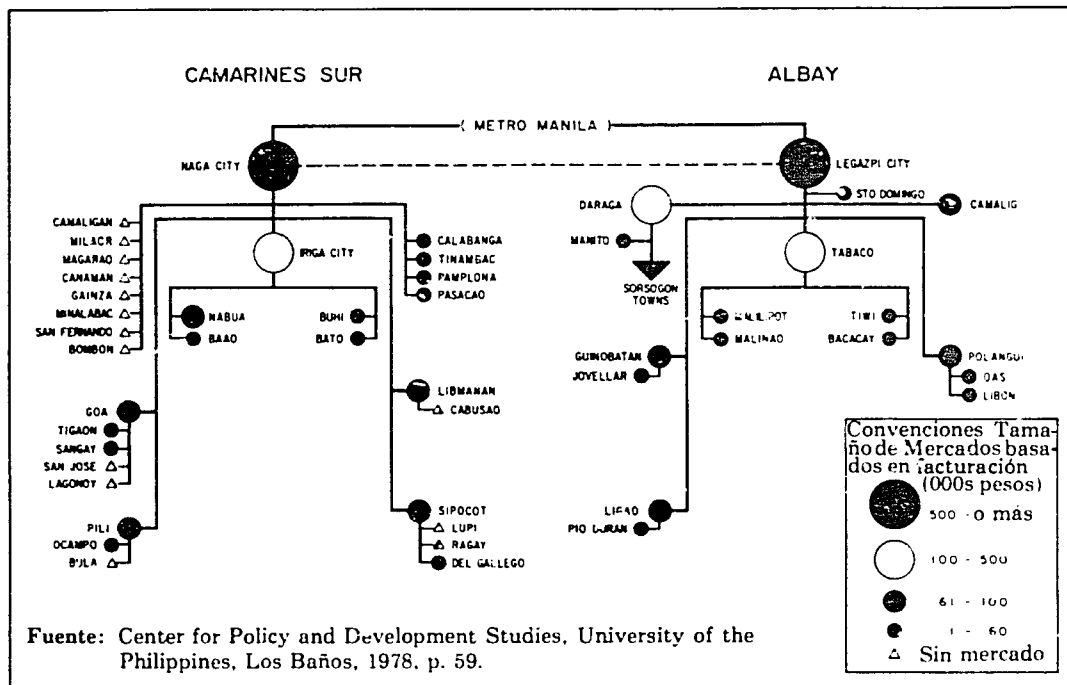 CAMARINES SUR
ALBAY
( METRO MANILA )
NAGA CITY
LEGAZPI CITY
STO DOMINGO
DARAGA
CAMALIG
CAMALIGAN
MILAOR
MAGARAO
CANAMAN
GAINZA
MINALABAC
SAN FERNANDO
BOMBON
IRIGA CITY
CALABANGA
TINAMBAC
PAMPLONA
PASACAO
MANITO
SORSOGON
TOWNS
TABACO
NABUA
BAAO
BUHI
BATO
MALILIPOT
MALINAO
TIWI
BACACAY
GUINOBATAN
JOVELLAR
POLANGUI
OAS
LIBON
LIBMANAN
CABUSAO
GOA
TIGAON
SANGAY
SAN JOSE
LAGONOY
PILI
OCAMPO
BULA
SIPOCOT
LUPI
RAGAY
DEL GALLEGO
LIGAO
PIO DURAN
Convenciones Tama-
ño de Mercados basa-
dos en facturación
(000s pesos)
500 - o más
100 - 500
61 - 100
1 - 60
Sin mercado
Fuente: Center for Policy and Development Studies, University of the
Philippines, Los Baños, 1978, p. 59.